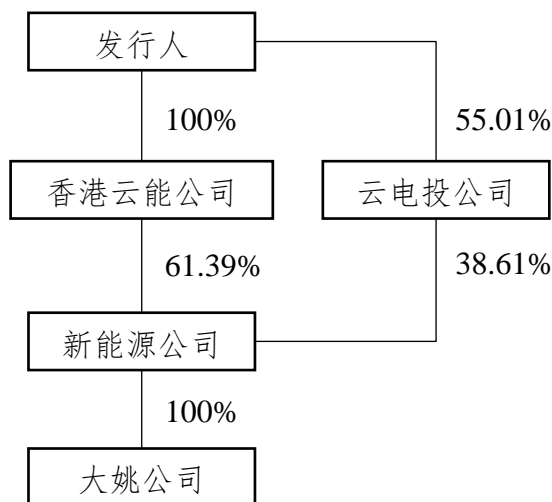 发行人
100%
55.01%
香港云能公司
云电投公司
61.39%
38.61%
新能源公司
100%
大姚公司